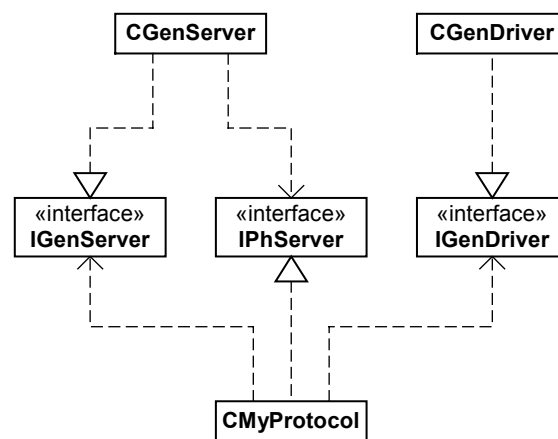 CGenServer
CGenDriver
«interface»
IGenServer
«interface»
IPhServer
«interface»
IGenDriver
CMyProtocol